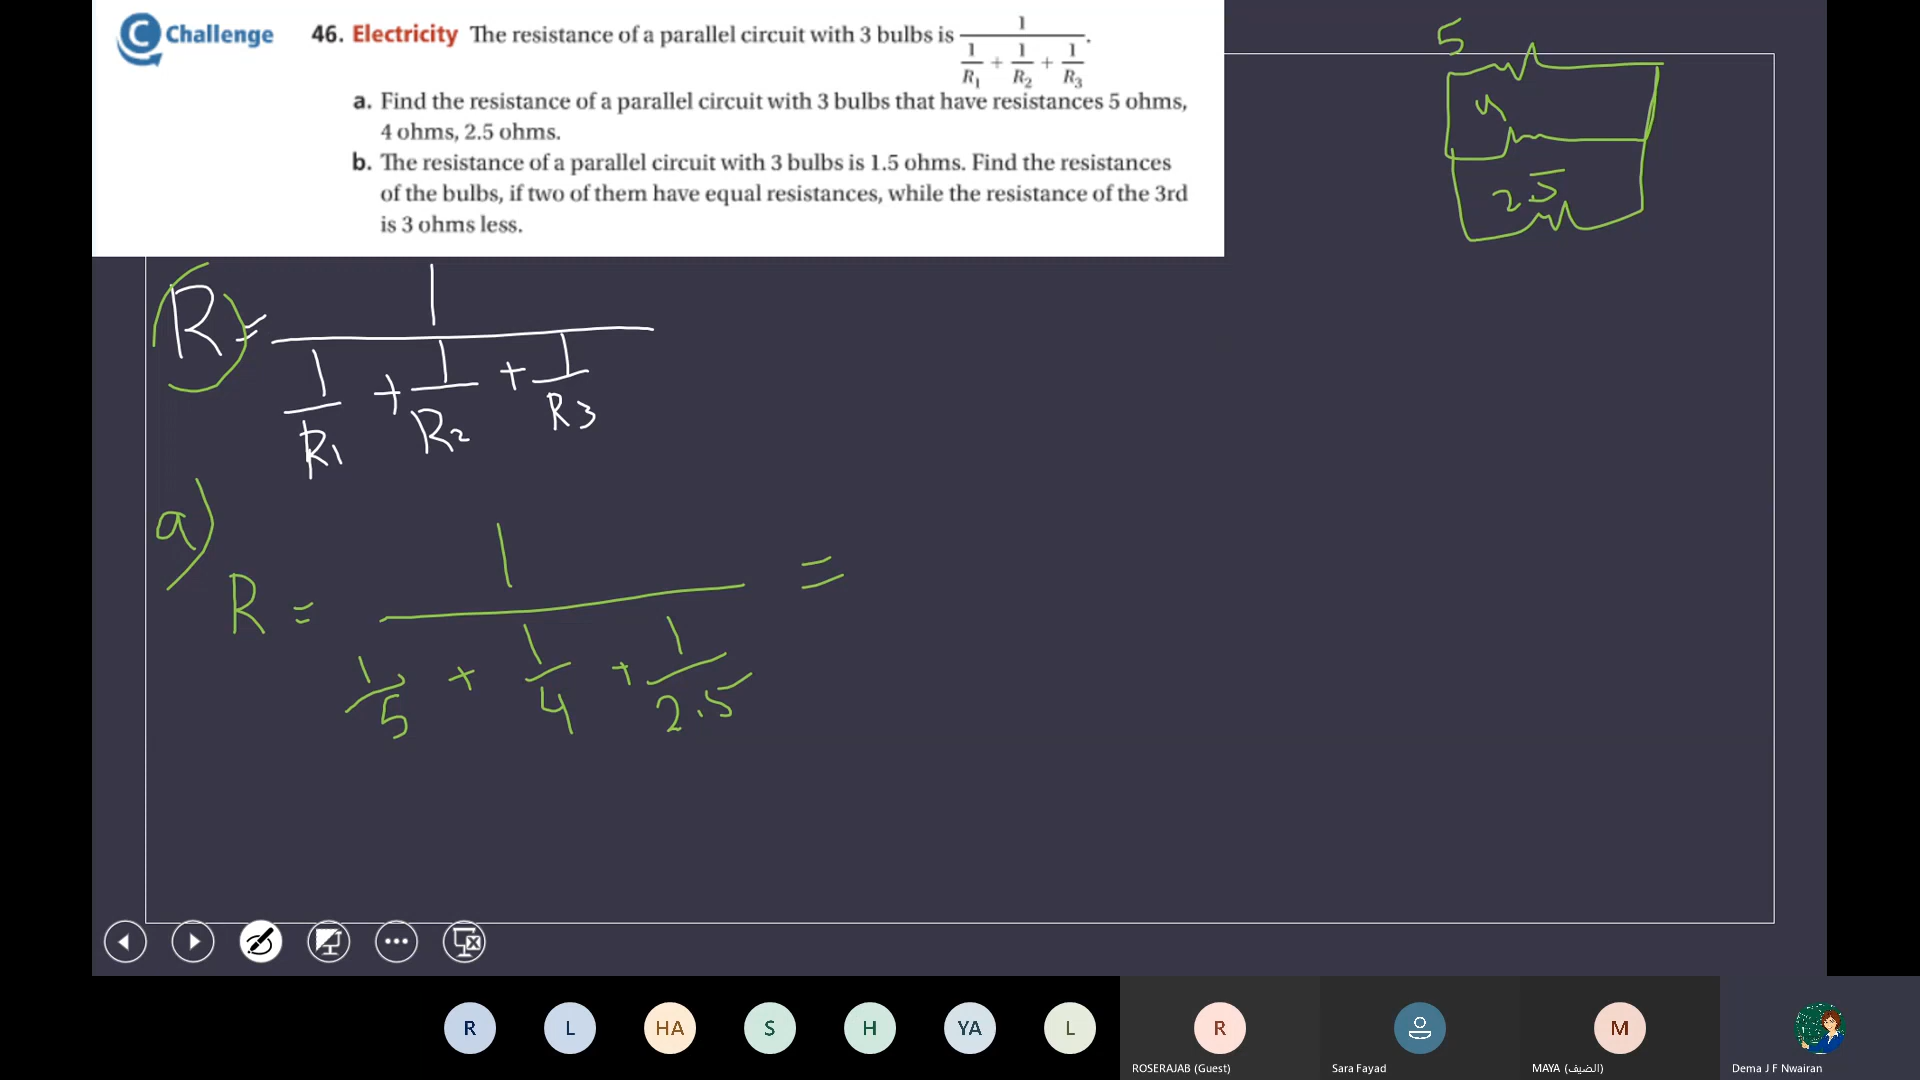 Challenge
46. Electricity The resistance of a parallel circuit with 3 bulbs is 1/(1/R₁ + 1/R₂ + 1/R₃).
a. Find the resistance of a parallel circuit with 3 bulbs that have resistances 5 ohms,
4 ohms, 2.5 ohms.
b. The resistance of a parallel circuit with 3 bulbs is 1.5 ohms. Find the resistances
of the bulbs, if two of them have equal resistances, while the resistance of the 3rd
is 3 ohms less.
5
4
2.5
R = 1/(1/R1 + 1/R2 + 1/R3)
a)
R = 1/(1/5 + 1/4 + 1/2.5) =
R
L
HA
S
H
YA
L
R
M
ROSERAJAB (Guest)
Sara Fayad
MAYA (الضيف)
Dema J F Nwairan